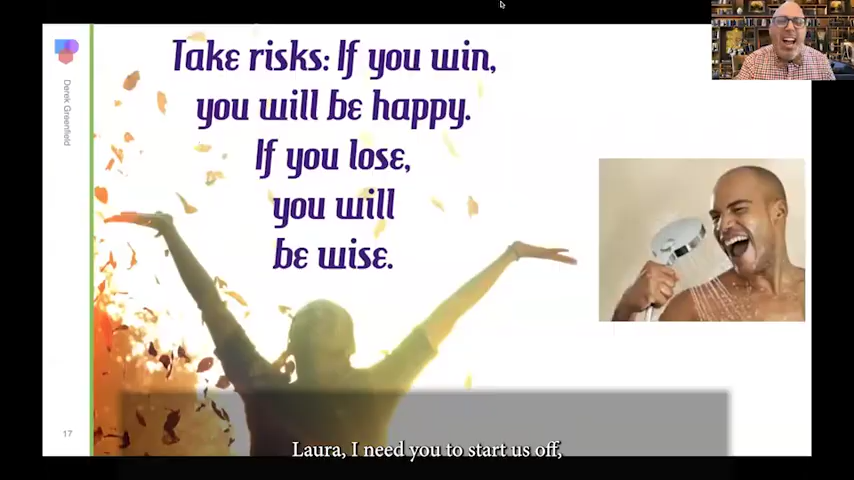 Take risks: If you win,
you will be happy.
If you lose,
you will
be wise.
Derek Greenfield
17
Laura, I need you to start us off,